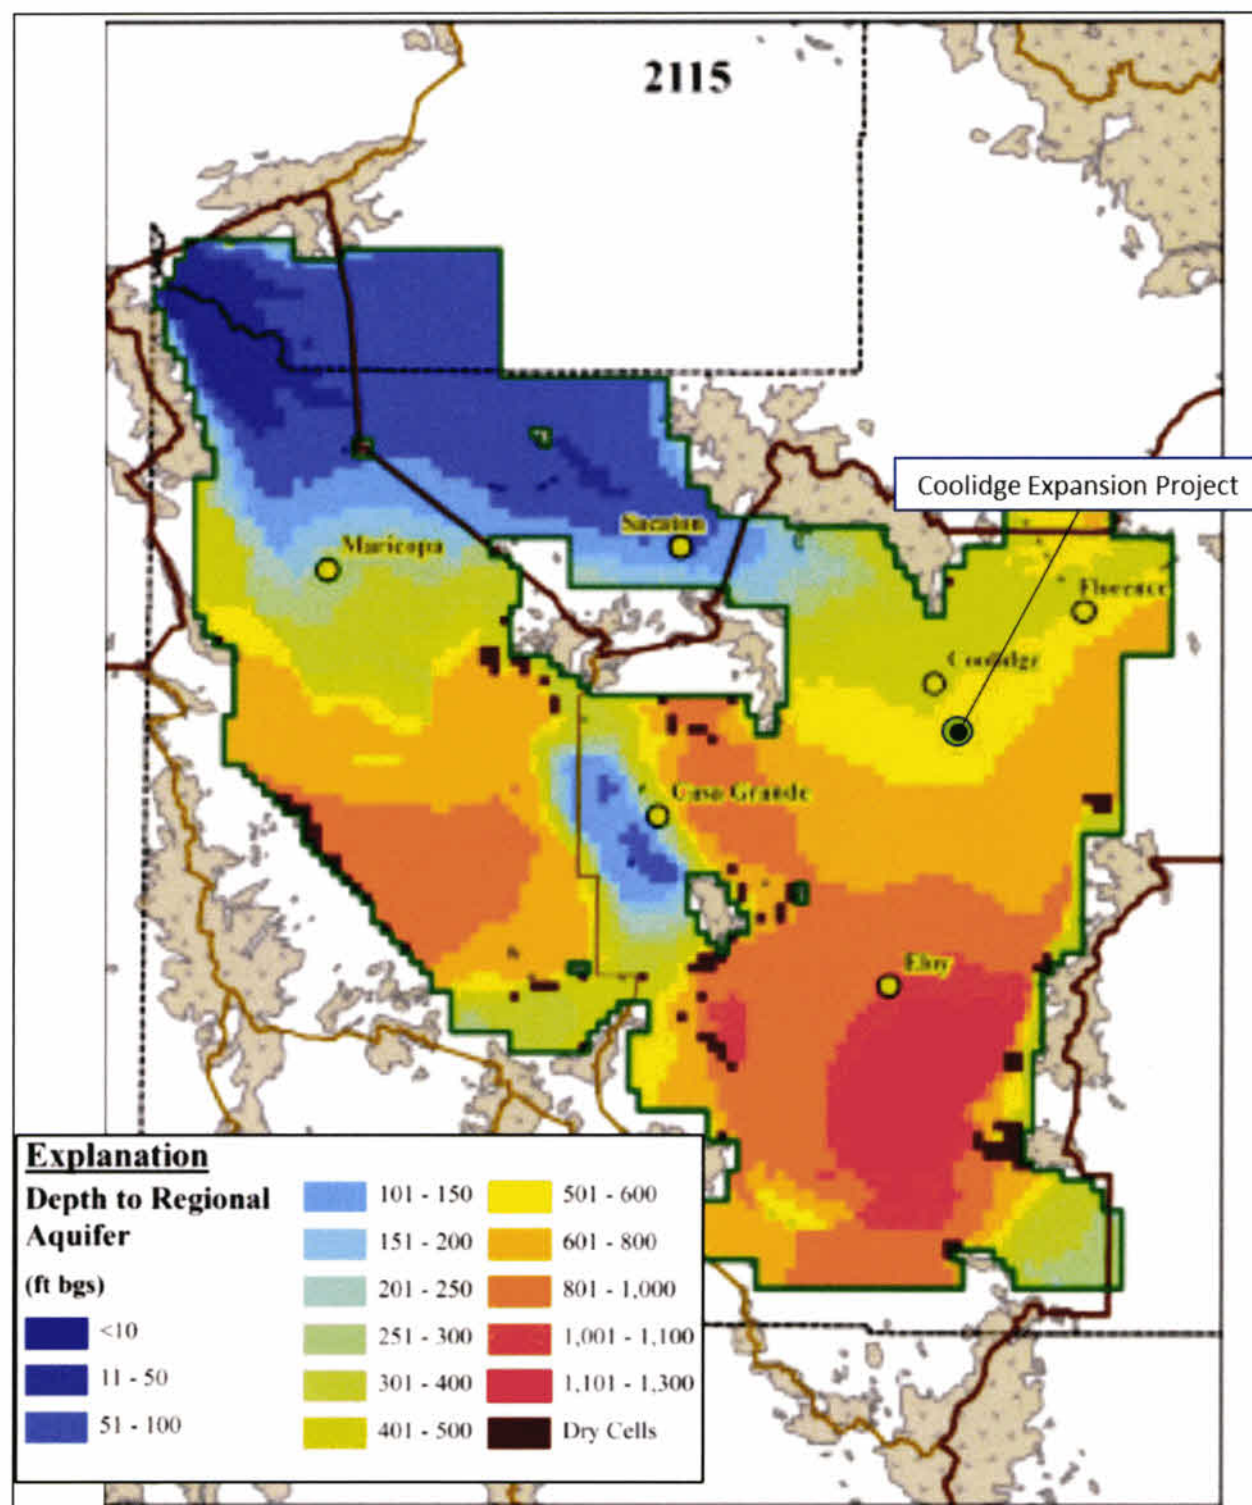 2115
Coolidge Expansion Project
Sacaton
Maricopa
Florence
Coolidge
Casa Grande
Eloy
Explanation
Depth to Regional
Aquifer
(ft bgs)
<10
11 - 50
51 - 100
101 - 150
151 - 200
201 - 250
251 - 300
301 - 400
401 - 500
501 - 600
601 - 800
801 - 1,000
1,001 - 1,100
1,101 - 1,300
Dry Cells